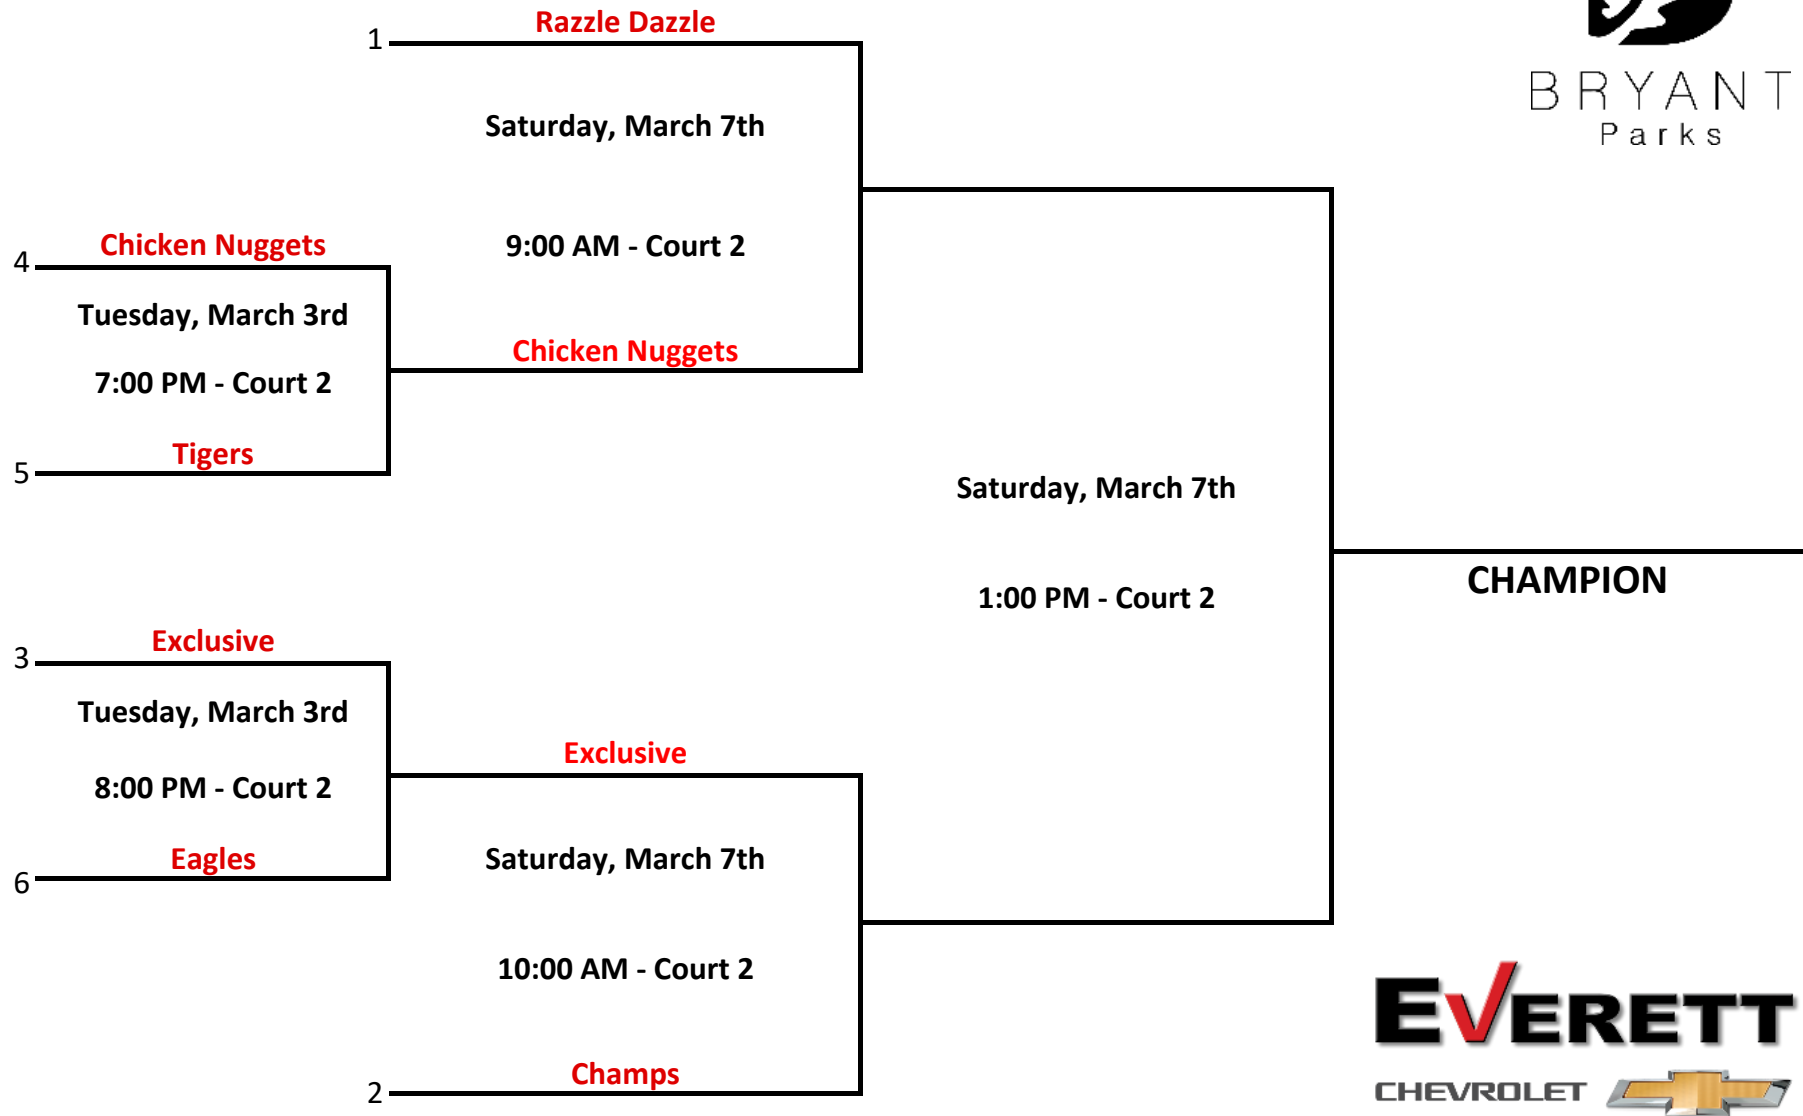 Razzle Dazzle
1
BRYANT
Parks
Saturday, March 7th
9:00 AM - Court 2
Chicken Nuggets
4
Tuesday, March 3rd
7:00 PM - Court 2
Chicken Nuggets
Tigers
5
Saturday, March 7th
1:00 PM - Court 2
CHAMPION
Exclusive
3
Tuesday, March 3rd
8:00 PM - Court 2
Exclusive
Eagles
6
Saturday, March 7th
10:00 AM - Court 2
Champs
2
EVERETT
CHEVROLET